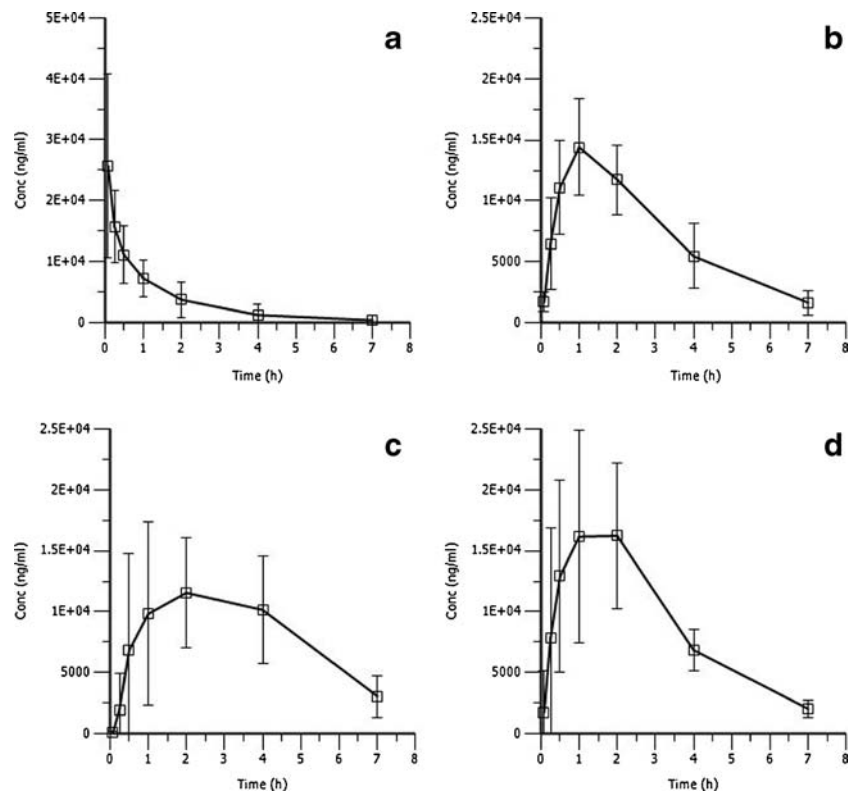 a
5E+04
4E+04
3E+04
2E+04
1E+04
0
Conc (ng/ml)
0 1 2 3 4 5 6 7 8
Time (h)
b
2.5E+04
2E+04
1.5E+04
1E+04
5000
0
Conc (ng/ml)
0 1 2 3 4 5 6 7 8
Time (h)
c
2.5E+04
2E+04
1.5E+04
1E+04
5000
0
Conc (ng/ml)
0 1 2 3 4 5 6 7 8
Time (h)
d
2.5E+04
2E+04
1.5E+04
1E+04
5000
0
Conc (ng/ml)
0 1 2 3 4 5 6 7 8
Time (h)